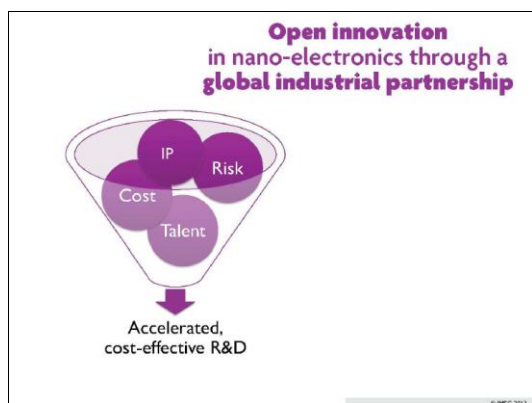 Open innovation
in nano-electronics through a
global industrial partnership
IP
Risk
Cost
Talent
Accelerated,
cost-effective R&D